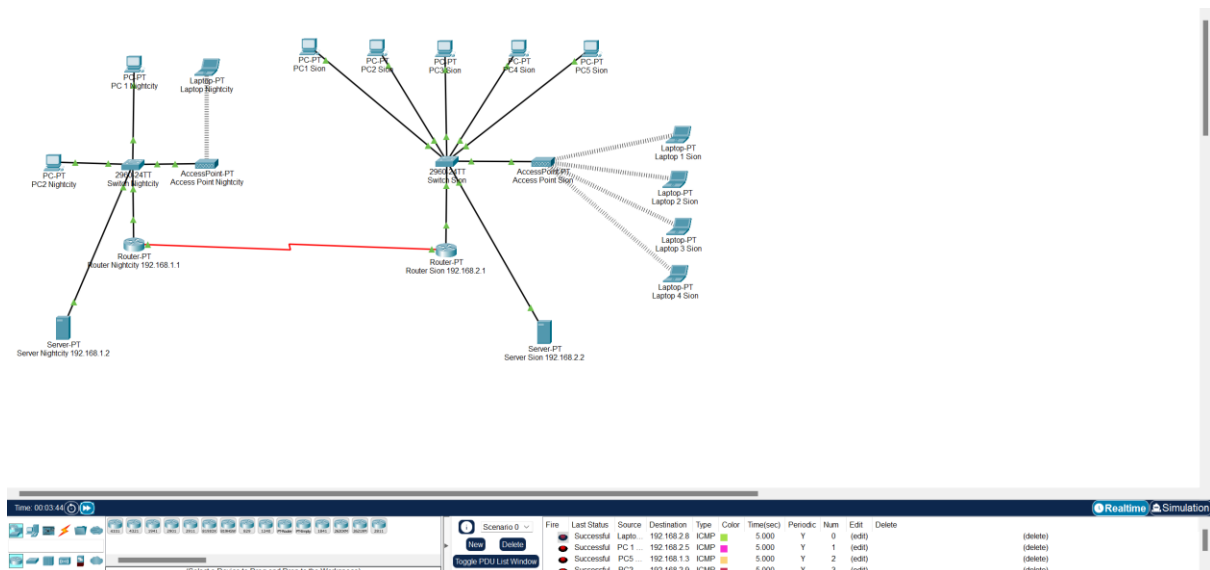 PC-PT
PC 1 Nightcity
Laptop-PT
Laptop Nightcity
PC-PT
PC1 Sion
PC-PT
PC2 Sion
PC-PT
PC3 Sion
PC-PT
PC4 Sion
PC-PT
PC5 Sion
PC-PT
PC2 Nightcity
2960-24TT
Switch Nightcity
AccessPoint-PT
Access Point Nightcity
2960-24TT
Switch Sion
AccessPoint-PT
Access Point Sion
Laptop-PT
Laptop 1 Sion
Laptop-PT
Laptop 2 Sion
Laptop-PT
Laptop 3 Sion
Laptop-PT
Laptop 4 Sion
Router-PT
Router Nightcity 192.168.1.1
Router-PT
Router Sion 192.168.2.1
Server-PT
Server Nightcity 192.168.1.2
Server-PT
Server Sion 192.168.2.2
Time: 00:03:44
Realtime
Simulation
Scenario 0
New
Delete
Toggle PDU List Window
Fire Last Status Source Destination Type Color Time(sec) Periodic Num Edit Delete
Successful Lapto... 192.168.2.8 ICMP 5.000 Y 0 (edit) (delete)
Successful PC 1 ... 192.168.2.5 ICMP 5.000 Y 1 (edit) (delete)
Successful PC5 ... 192.168.1.3 ICMP 5.000 Y 2 (edit) (delete)